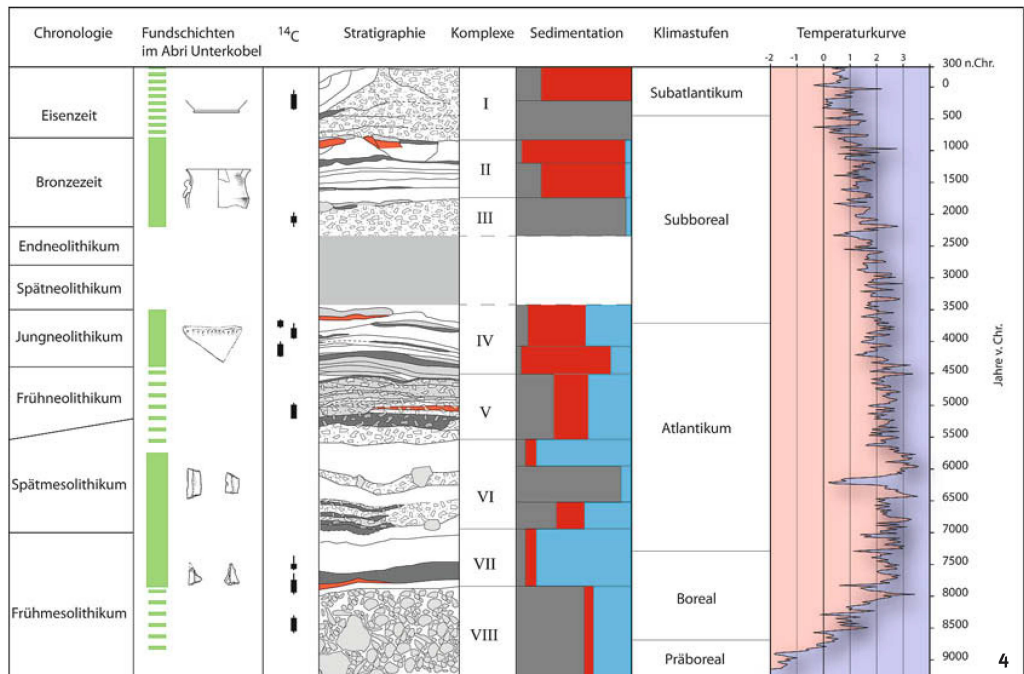 Chronologie
Fundschichten
im Abri Unterkobel
14C
Stratigraphie
Komplexe
Sedimentation
Klimastufen
Temperaturkurve
-2 -1 0 1 2 3
Eisenzeit
Bronzezeit
Endneolithikum
Spätneolithikum
Jungneolithikum
Frühneolithikum
Spätmesolithikum
Frühmesolithikum
I
II
III
IV
V
VI
VII
VIII
Subatlantikum
Subboreal
Atlantikum
Boreal
Präboreal
300 n.Chr.
0
500
1000
1500
2000
2500
3000
3500
4000
4500
5000
5500
6000
6500
7000
7500
8000
8500
9000
Jahre v. Chr.
4